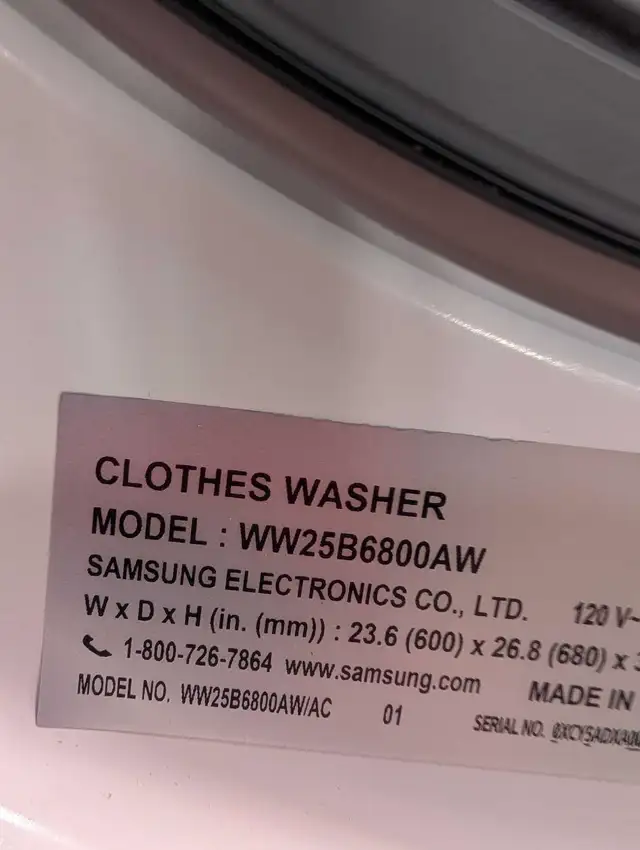 CLOTHES WASHER
MODEL : WW25B6800AW
SAMSUNG ELECTRONICS CO., LTD. 120 V~
W x D x H (in. (mm)) : 23.6 (600) x 26.8 (680) x
1-800-726-7864 www.samsung.com MADE IN
MODEL NO. WW25B6800AW/AC 01 SERIAL NO.